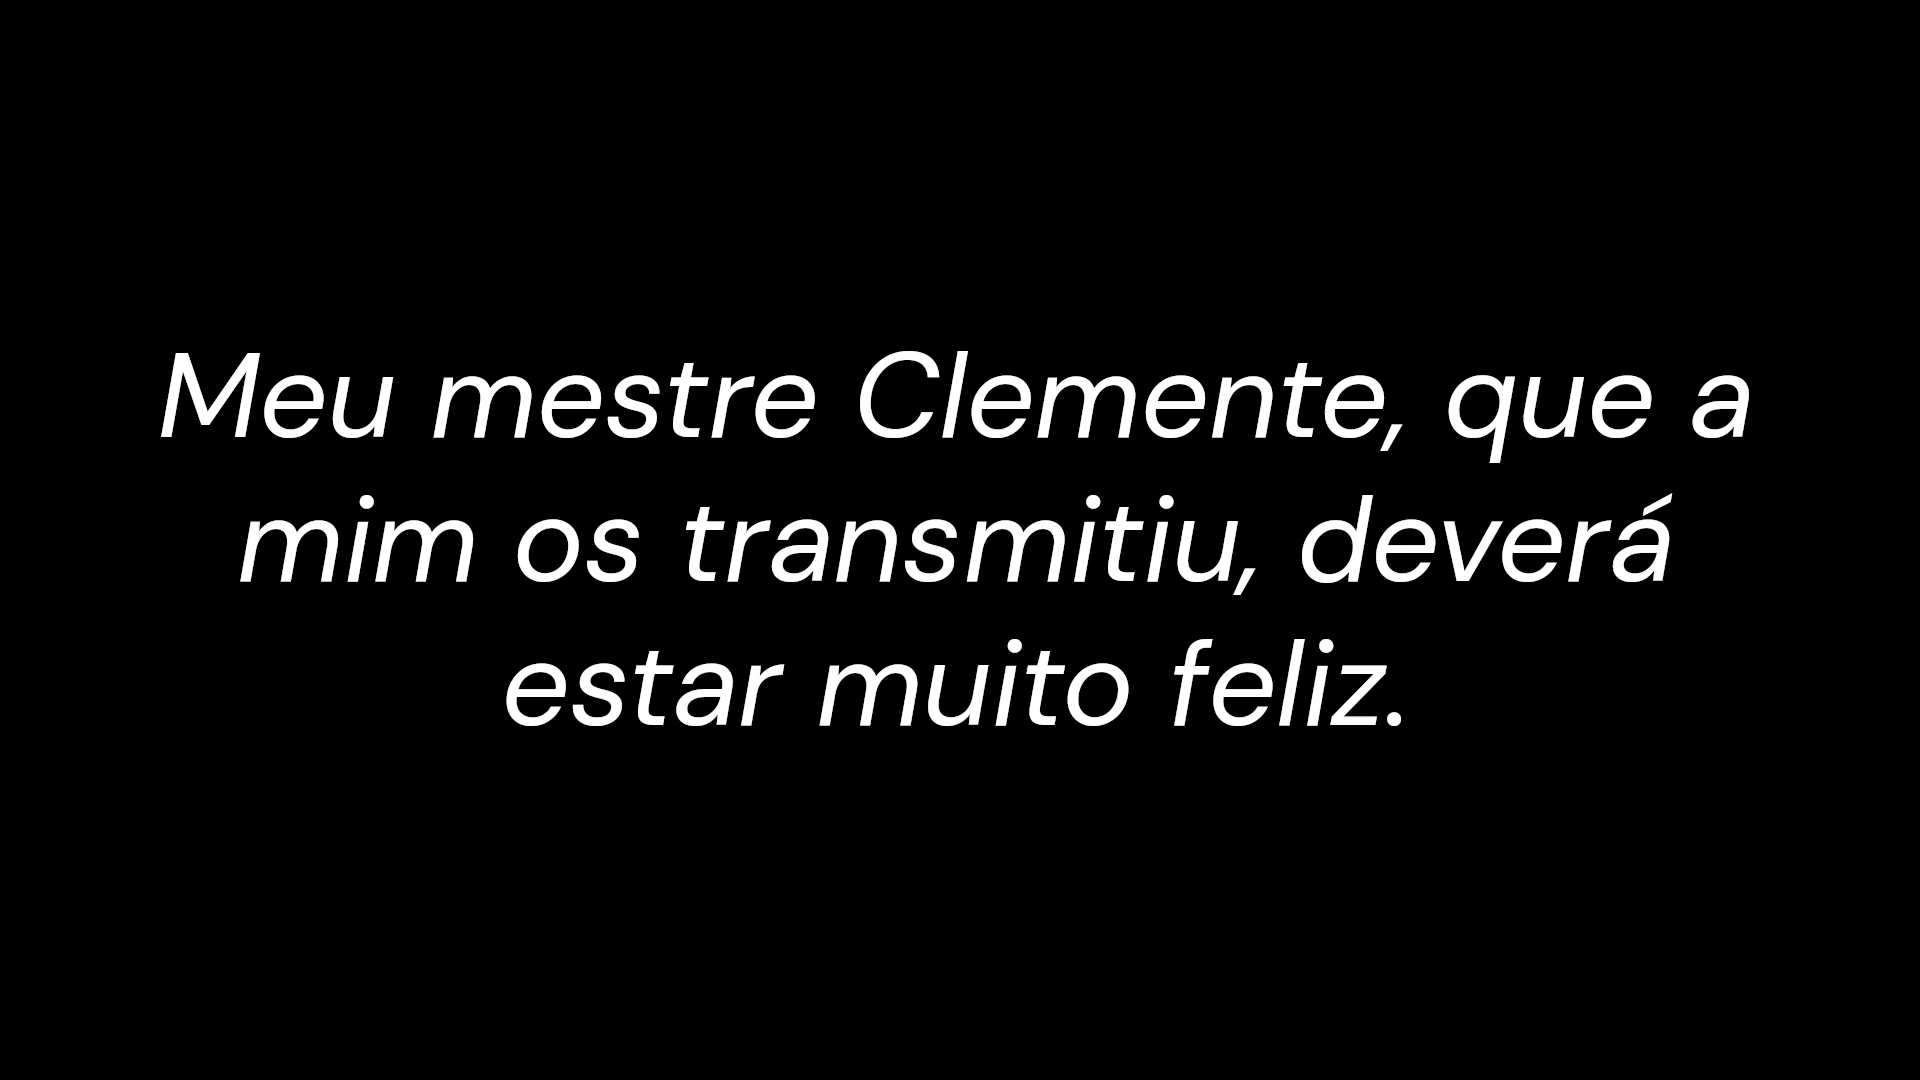 Meu mestre Clemente, que a
mim os transmitiu, deverá
estar muito feliz.